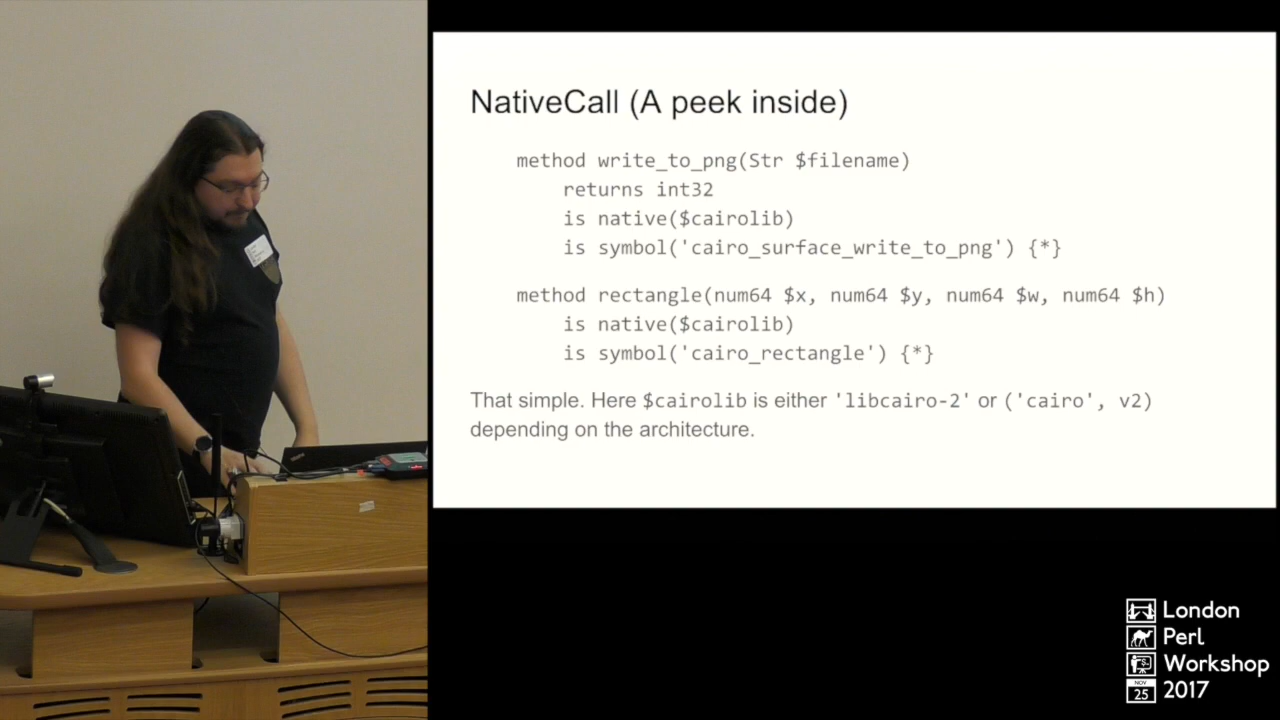 NativeCall (A peek inside)
method write_to_png(Str $filename)
returns int32
is native($cairolib)
is symbol('cairo_surface_write_to_png') {*}
method rectangle(num64 $x, num64 $y, num64 $w, num64 $h)
is native($cairolib)
is symbol('cairo_rectangle') {*}
That simple. Here $cairolib is either 'libcairo-2' or ('cairo', v2)
depending on the architecture.
London
Perl
Workshop
NOV
25 2017